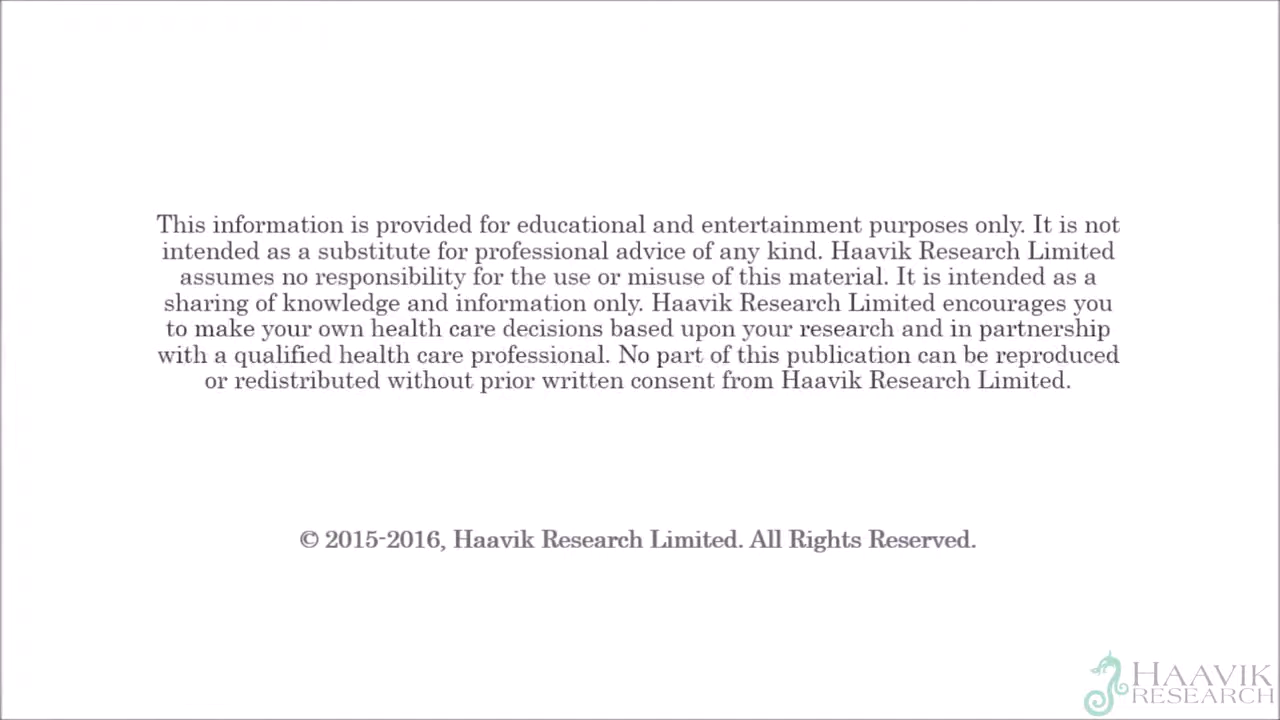 This information is provided for educational and entertainment purposes only. It is not
intended as a substitute for professional advice of any kind. Haavik Research Limited
assumes no responsibility for the use or misuse of this material. It is intended as a
sharing of knowledge and information only. Haavik Research Limited encourages you
to make your own health care decisions based upon your research and in partnership
with a qualified health care professional. No part of this publication can be reproduced
or redistributed without prior written consent from Haavik Research Limited.
© 2015-2016, Haavik Research Limited. All Rights Reserved.
HAAVIK
RESEARCH